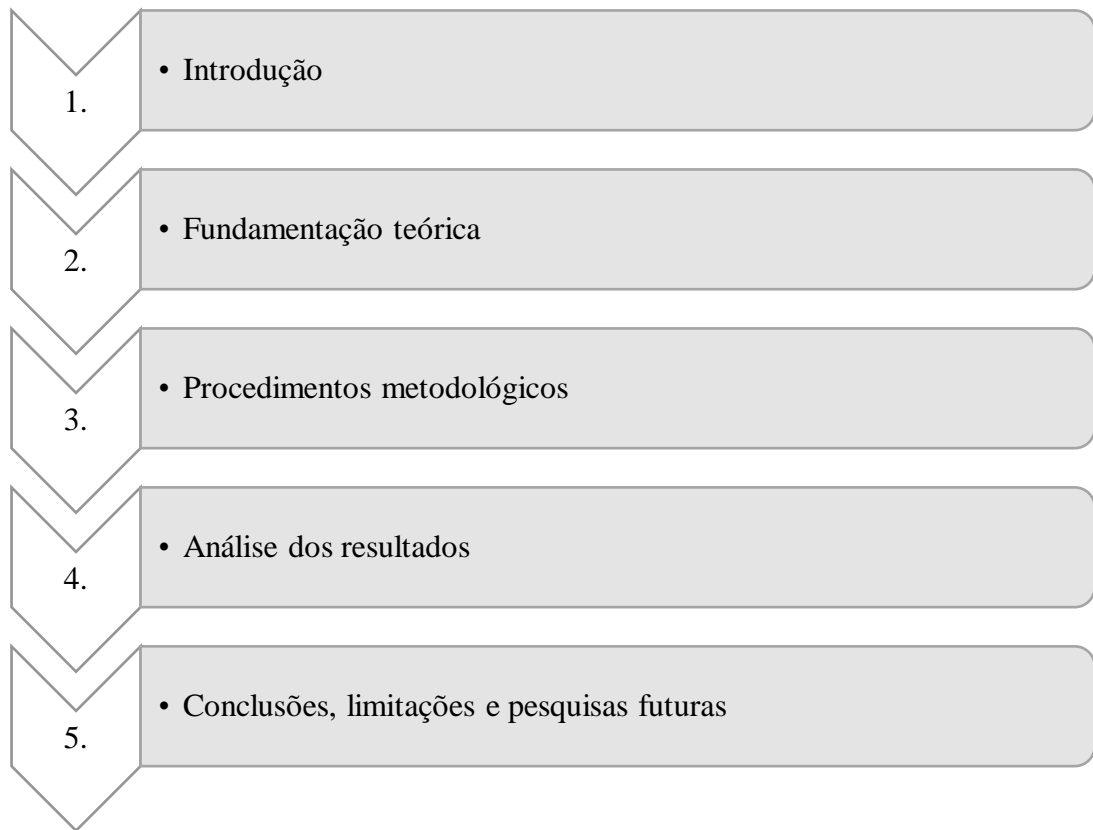 1.
• Introdução
2.
• Fundamentação teórica
3.
• Procedimentos metodológicos
4.
• Análise dos resultados
5.
• Conclusões, limitações e pesquisas futuras